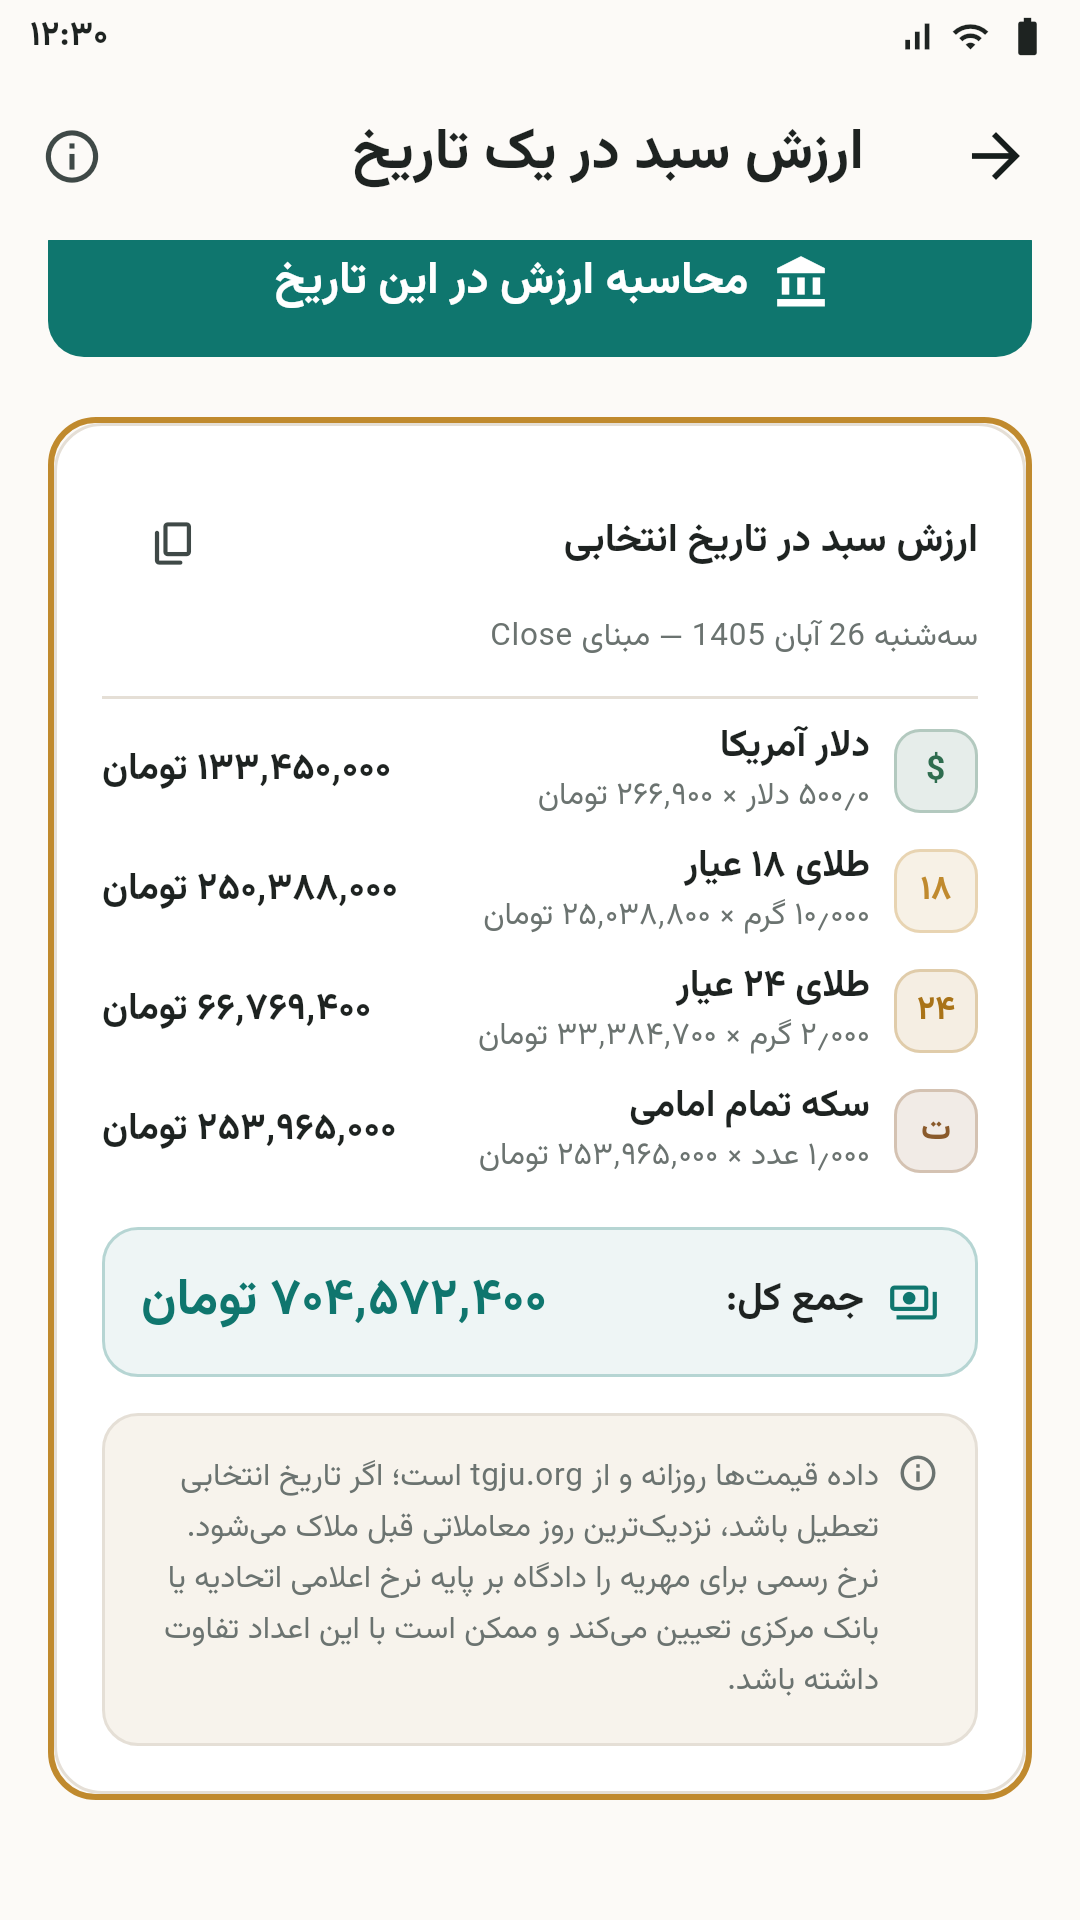 ۱۲:۳۰
ارزش سبد در یک تاریخ
محاسبه ارزش در این تاریخ
ارزش سبد در تاریخ انتخابی
سه‌شنبه 26 آبان 1405 — مبنای Close
$
دلار آمریکا
۱۳۳,۴۵۰,۰۰۰ تومان
۵۰۰٫۰ دلار × ۲۶۶,۹۰۰ تومان
۱۸
طلای ۱۸ عیار
۲۵۰,۳۸۸,۰۰۰ تومان
۱۰٫۰۰۰ گرم × ۲۵,۰۳۸,۸۰۰ تومان
۲۴
طلای ۲۴ عیار
۶۶,۷۶۹,۴۰۰ تومان
۲٫۰۰۰ گرم × ۳۳,۳۸۴,۷۰۰ تومان
ت
سکه تمام امامی
۲۵۳,۹۶۵,۰۰۰ تومان
۱٫۰۰۰ عدد × ۲۵۳,۹۶۵,۰۰۰ تومان
جمع کل:
۷۰۴,۵۷۲,۴۰۰ تومان
داده قیمت‌ها روزانه و از tgju.org است؛ اگر تاریخ انتخابی
تعطیل باشد، نزدیک‌ترین روز معاملاتی قبل ملاک می‌شود.
نرخ رسمی برای مهریه را دادگاه بر پایه نرخ اعلامی اتحادیه یا
بانک مرکزی تعیین می‌کند و ممکن است با این اعداد تفاوت
داشته باشد.